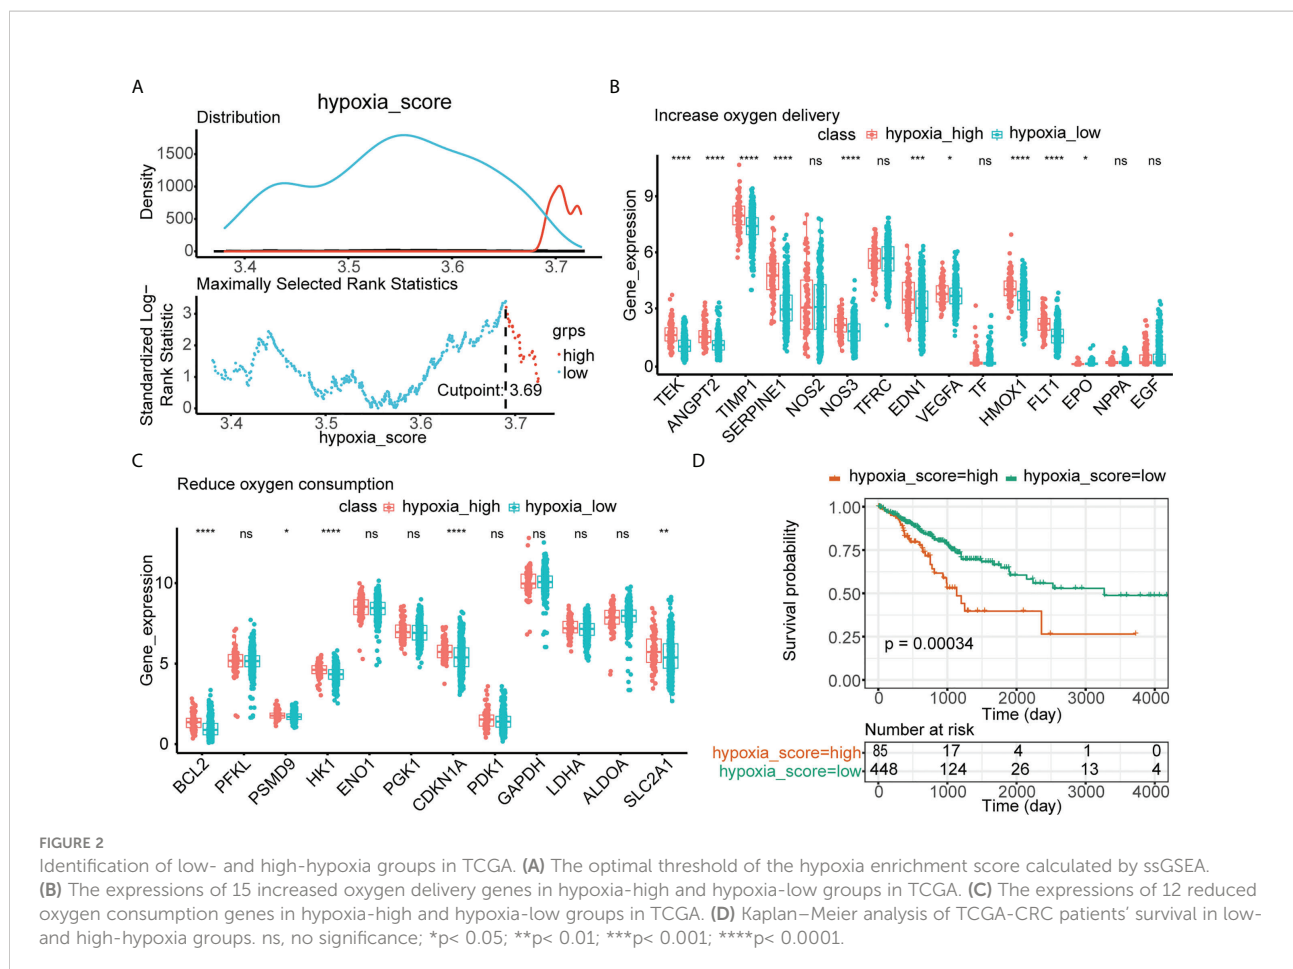 A
hypoxia_score
Distribution
Density
1500
1000
500
0
3.4 3.5 3.6 3.7
Maximally Selected Rank Statistics
Standardized Log−
Rank Statistic
3
2
1
0
Cutpoint: 3.69
grps
high
low
3.4 3.5 3.6 3.7
hypoxia_score
B
Increase oxygen delivery
class hypoxia_high hypoxia_low
**** **** **** **** ns **** ns *** * ns **** **** * ns ns
Gene_expression
9
6
3
0
TEK ANGPT2 TIMP1 SERPINE1 NOS2 NOS3 TFRC EDN1 VEGFA TF HMOX1 FLT1 EPO NPPA EGF
C
Reduce oxygen consumption
class hypoxia_high hypoxia_low
**** ns * **** ns ns **** ns ns ns ns **
Gene_expression
10
5
0
BCL2 PFKL PSMD9 HK1 ENO1 PGK1 CDKN1A PDK1 GAPDH LDHA ALDOA SLC2A1
D
hypoxia_score=high hypoxia_score=low
Survival probability
1.00
0.75
0.50
0.25
0.00
p = 0.00034
0 1000 2000 3000 4000
Time (day)
Number at risk
hypoxia_score=high 85 17 4 1 0
hypoxia_score=low 448 124 26 13 4
0 1000 2000 3000 4000
Time (day)
FIGURE 2
Identification of low- and high-hypoxia groups in TCGA. (A) The optimal threshold of the hypoxia enrichment score calculated by ssGSEA.
(B) The expressions of 15 increased oxygen delivery genes in hypoxia-high and hypoxia-low groups in TCGA. (C) The expressions of 12 reduced
oxygen consumption genes in hypoxia-high and hypoxia-low groups in TCGA. (D) Kaplan–Meier analysis of TCGA-CRC patients’ survival in low-
and high-hypoxia groups. ns, no significance; *p< 0.05; **p< 0.01; ***p< 0.001; ****p< 0.0001.